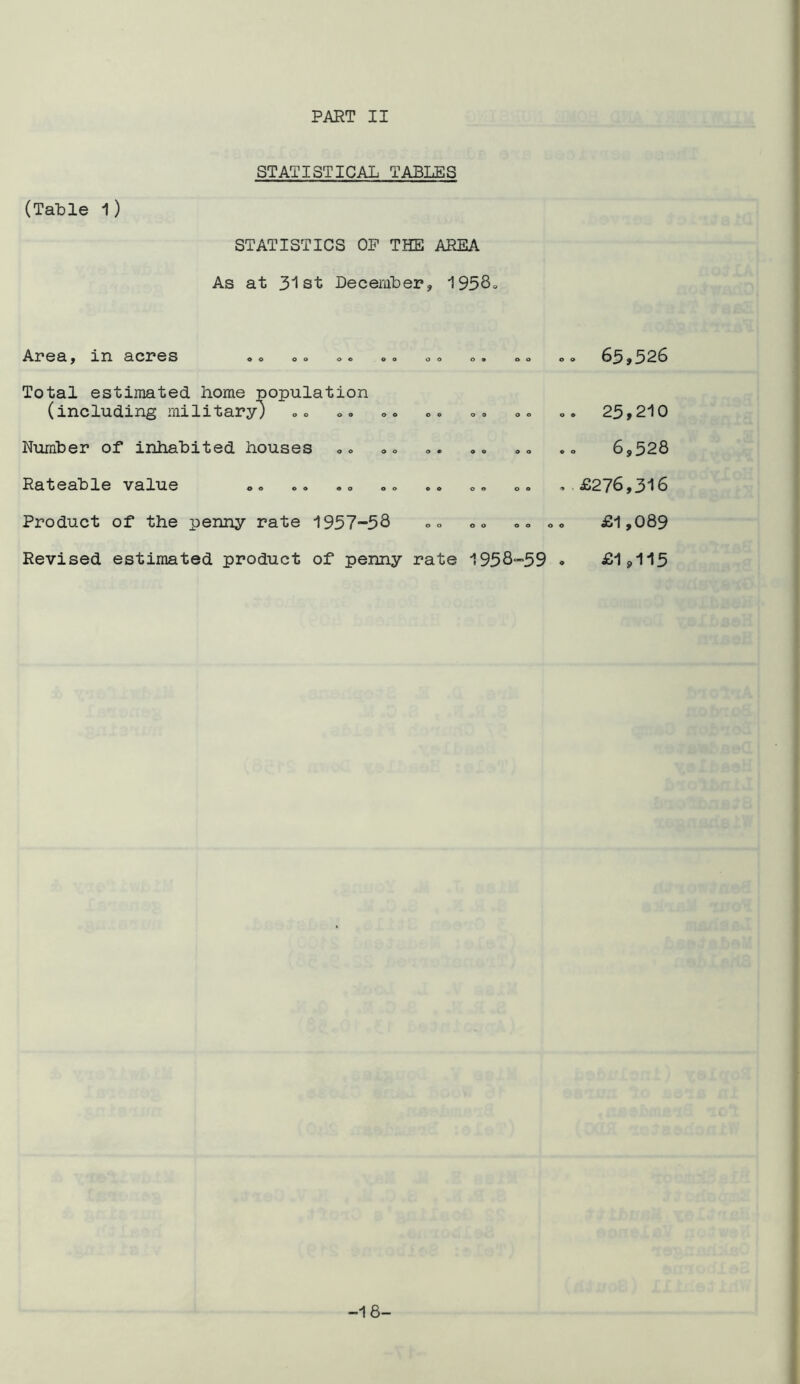 PART II
STATISTICAL TABLES
(Table 1)
STATISTICS OF THE AREA
As at 31st December, 1958.
Area, in acres .. .. .. .. .. .. .. .. 65,526
Total estimated home population
(including military) .. .. .. .. .. .. .. 25,210
Number of inhabited houses .. .. .. .. .. .. 6,528
Rateable value .. .. .. .. .. .. .. . £276,316
Product of the penny rate 1957-58 .. .. .. .. £1,089
Revised estimated product of penny rate 1958-59 . £1,115
-18-